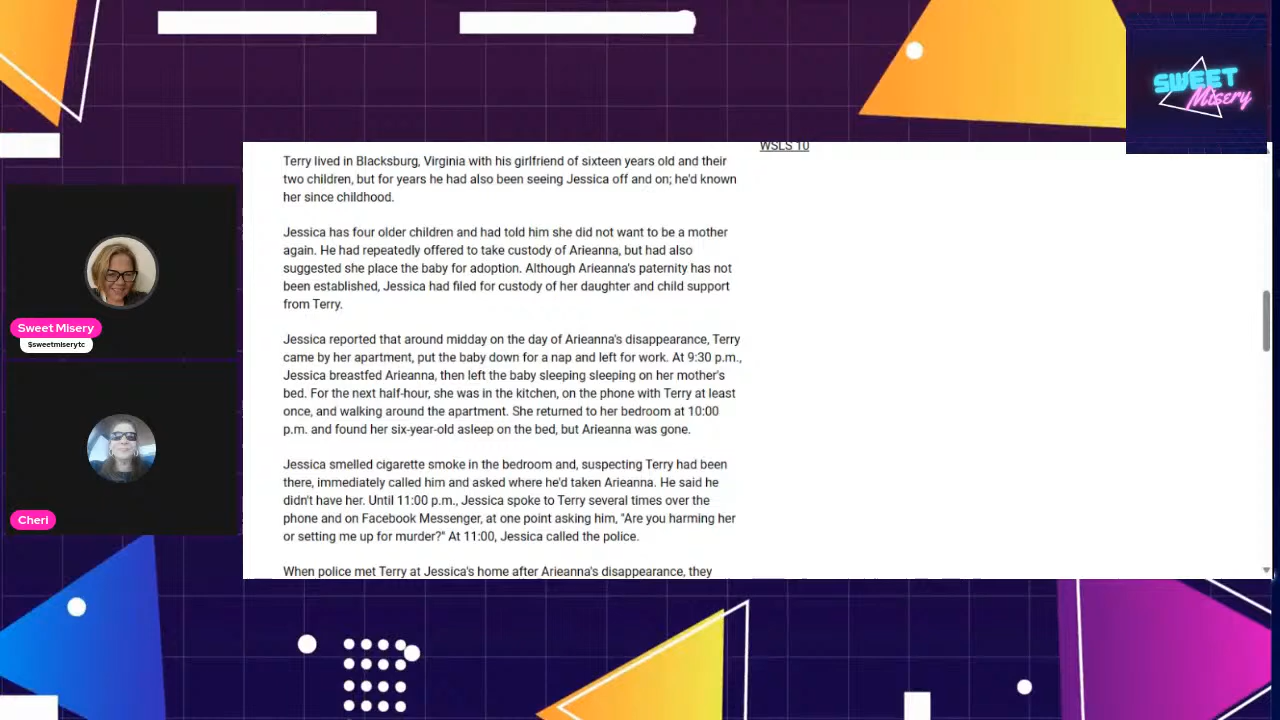 SWEET
Misery
WSLS 10
Terry lived in Blacksburg, Virginia with his girlfriend of sixteen years old and their
two children, but for years he had also been seeing Jessica off and on; he'd known
her since childhood.
Jessica has four older children and had told him she did not want to be a mother
again. He had repeatedly offered to take custody of Arieanna, but had also
suggested she place the baby for adoption. Although Arieanna's paternity has not
been established, Jessica had filed for custody of her daughter and child support
from Terry.
Jessica reported that around midday on the day of Arieanna's disappearance, Terry
came by her apartment, put the baby down for a nap and left for work. At 9:30 p.m.,
Jessica breastfed Arieanna, then left the baby sleeping sleeping on her mother's
bed. For the next half-hour, she was in the kitchen, on the phone with Terry at least
once, and walking around the apartment. She returned to her bedroom at 10:00
p.m. and found her six-year-old asleep on the bed, but Arieanna was gone.
Jessica smelled cigarette smoke in the bedroom and, suspecting Terry had been
there, immediately called him and asked where he'd taken Arieanna. He said he
didn't have her. Until 11:00 p.m., Jessica spoke to Terry several times over the
phone and on Facebook Messenger, at one point asking him, "Are you harming her
or setting me up for murder?" At 11:00, Jessica called the police.
When police met Terry at Jessica's home after Arieanna's disappearance, they
Sweet Misery
$sweetmiserytc
Cheri